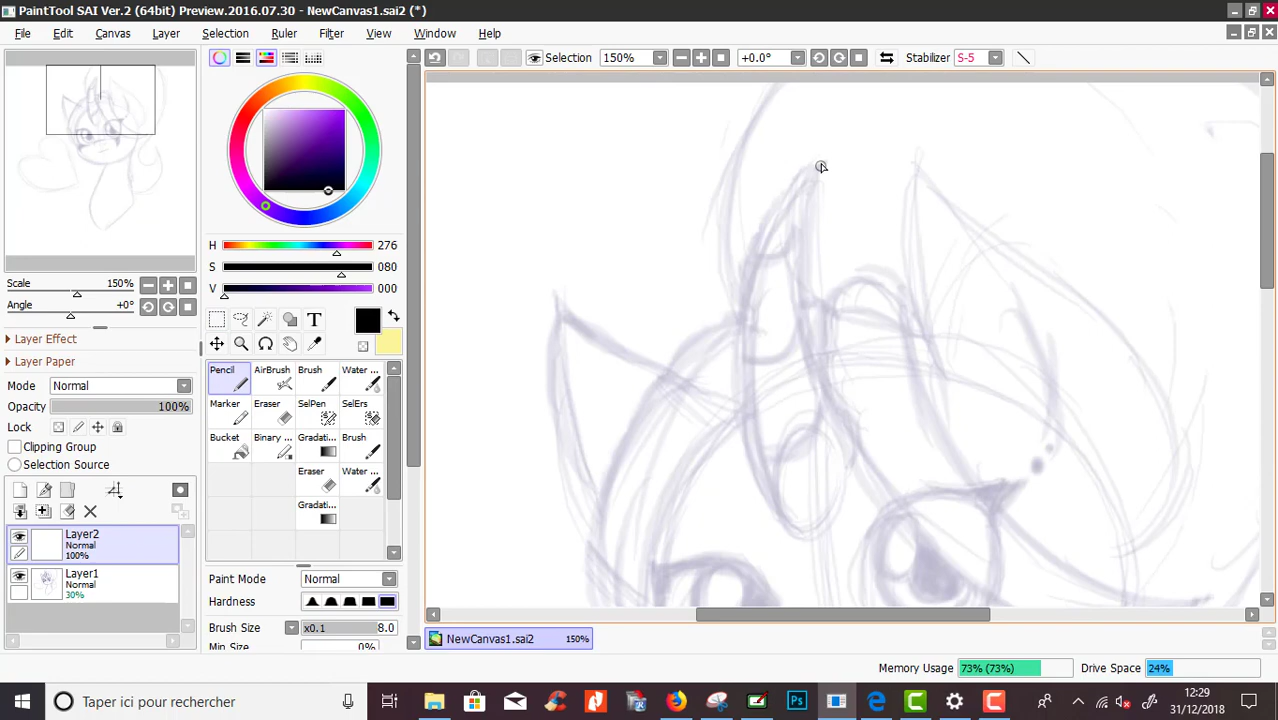 PaintTool SAI Ver.2 (64bit) Preview.2016.07.30 - NewCanvas1.sai2 (*)
File Edit Canvas Layer Selection Ruler Filter View Window Help
Selection 150% +0.0° Stabilizer S-5
H 276
S 080
V 000
Scale 150%
Angle +0°
Layer Effect
Layer Paper
Mode Normal
Opacity 100%
Lock
Clipping Group
Selection Source
Layer2
Normal
100%
Layer1
Normal
30%
T
Pencil AirBrush Brush Water ...
Marker Eraser SelPen SelErs
Bucket Binary ... Gradati... Brush
Eraser Water ...
Gradati...
Paint Mode Normal
Hardness
Brush Size x0.1 8.0
Min Size 0%
NewCanvas1.sai2 150%
Memory Usage 73% (73%) Drive Space 24%
Taper ici pour rechercher
Ps
12:29
31/12/2018